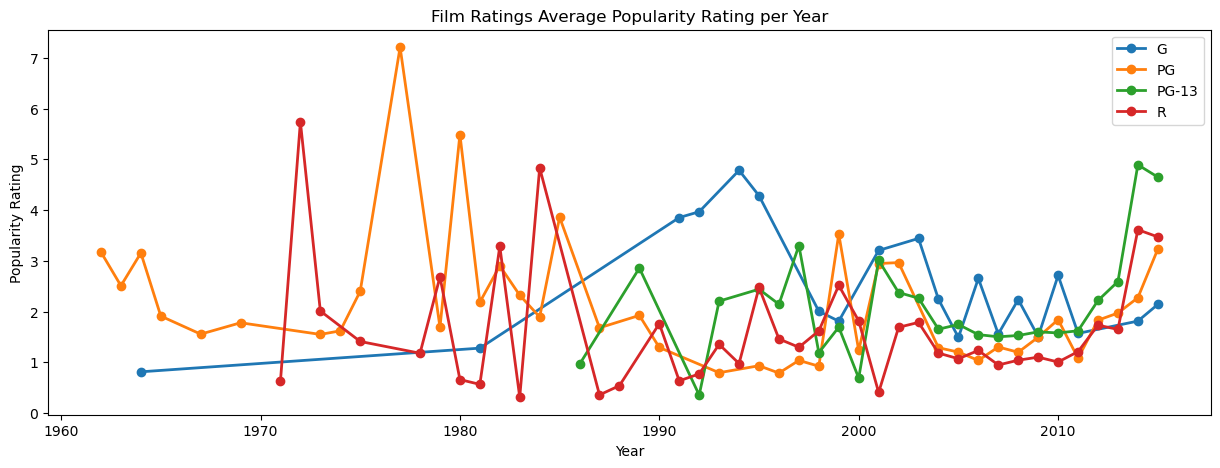 Film Ratings Average Popularity Rating per Year
Popularity Rating
7
6
5
4
3
2
1
0
G
PG
PG-13
R
1960 1970 1980 1990 2000 2010
Year